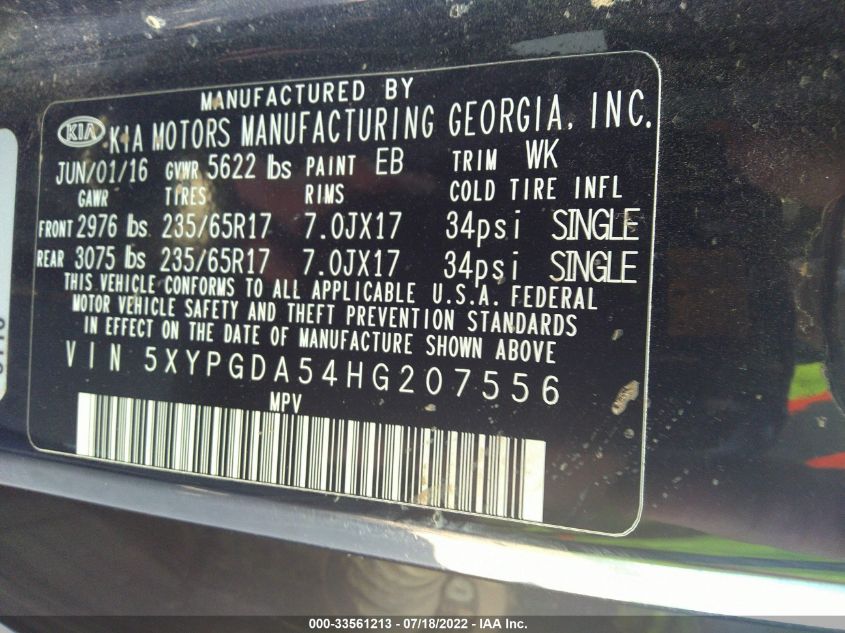 MANUFACTURED BY
KIA KIA MOTORS MANUFACTURING GEORGIA, INC.
JUN/01/16 GVWR 5622 lbs PAINT EB TRIM WK
GAWR TIRES RIMS COLD TIRE INFL
FRONT 2976 lbs 235/65R17 7.0JX17 34psi SINGLE
REAR 3075 lbs 235/65R17 7.0JX17 34psi SINGLE
THIS VEHICLE CONFORMS TO ALL APPLICABLE U.S.A. FEDERAL
MOTOR VEHICLE SAFETY AND THEFT PREVENTION STANDARDS
IN EFFECT ON THE DATE OF MANUFACTURE SHOWN ABOVE
VIN 5XYPGDA54HG207556
MPV
000-33561213 - 07/18/2022 - IAA Inc.